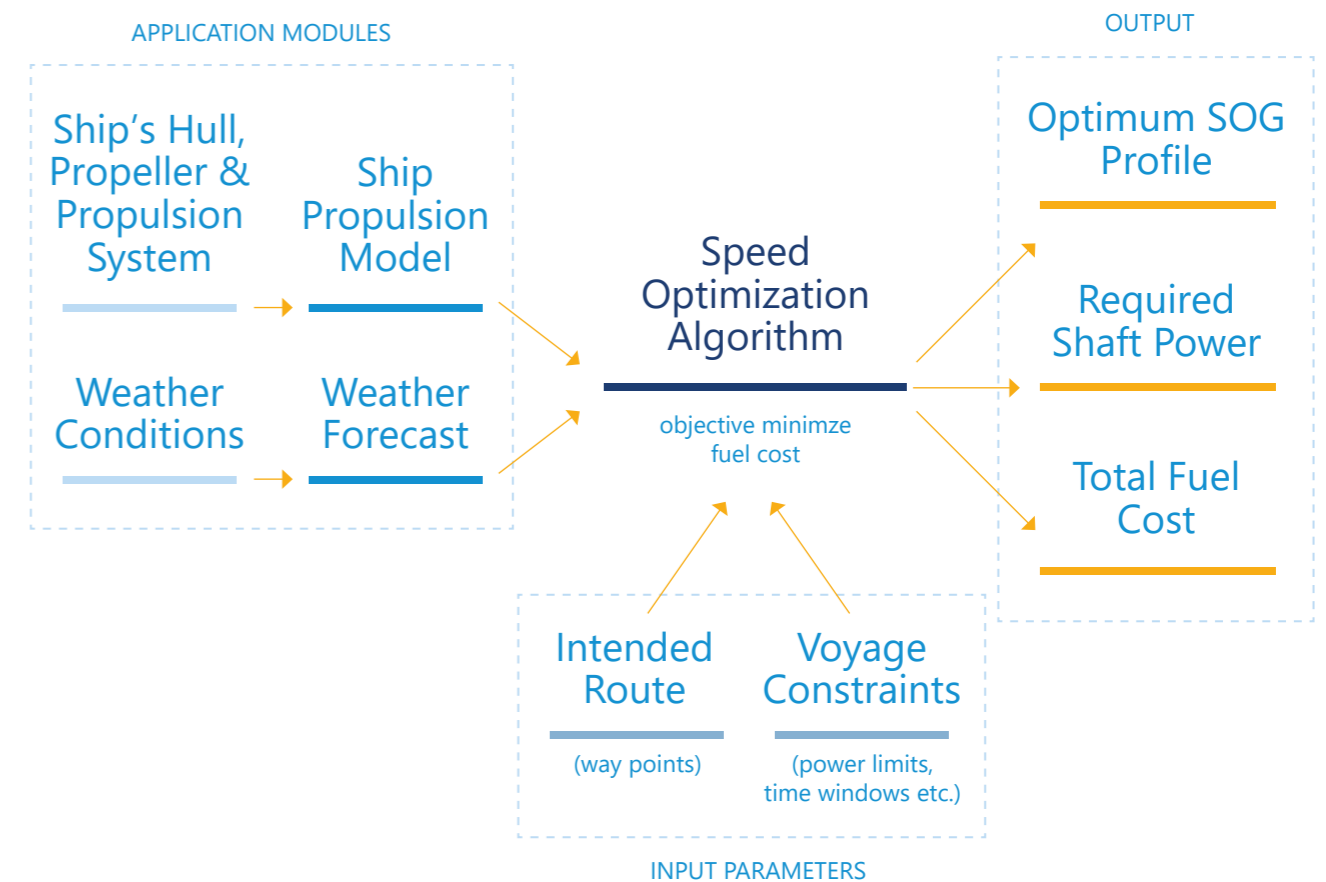 APPLICATION MODULES
Ship's Hull,
Propeller &
Propulsion
System
Ship
Propulsion
Model
Weather
Conditions
Weather
Forecast
Speed
Optimization
Algorithm
objective minimze
fuel cost
Intended
Route
(way points)
Voyage
Constraints
(power limits,
time windows etc.)
INPUT PARAMETERS
OUTPUT
Optimum SOG
Profile
Required
Shaft Power
Total Fuel
Cost